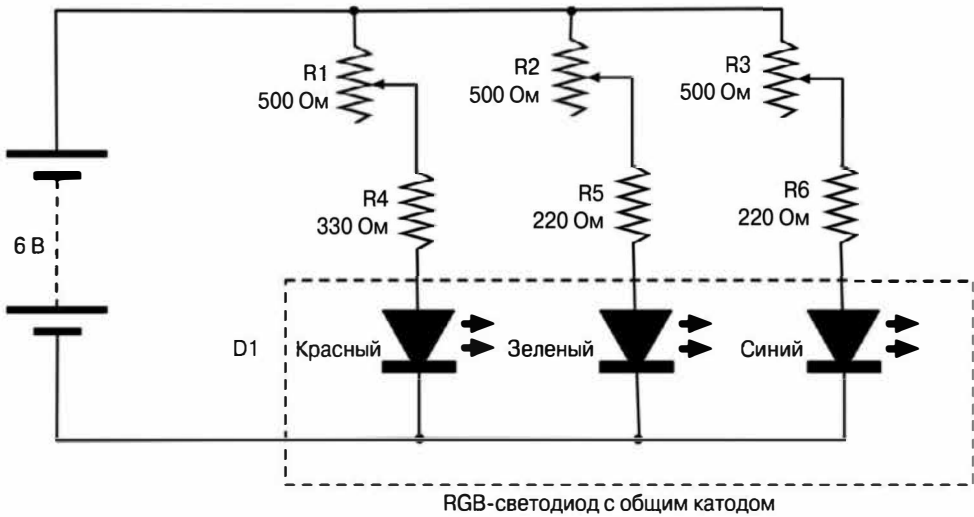 R1
500 Ом
R2
500 Ом
R3
500 Ом
R4
330 Ом
R5
220 Ом
R6
220 Ом
6 В
D1
Красный
Зеленый
Синий
RGB-светодиод с общим катодом